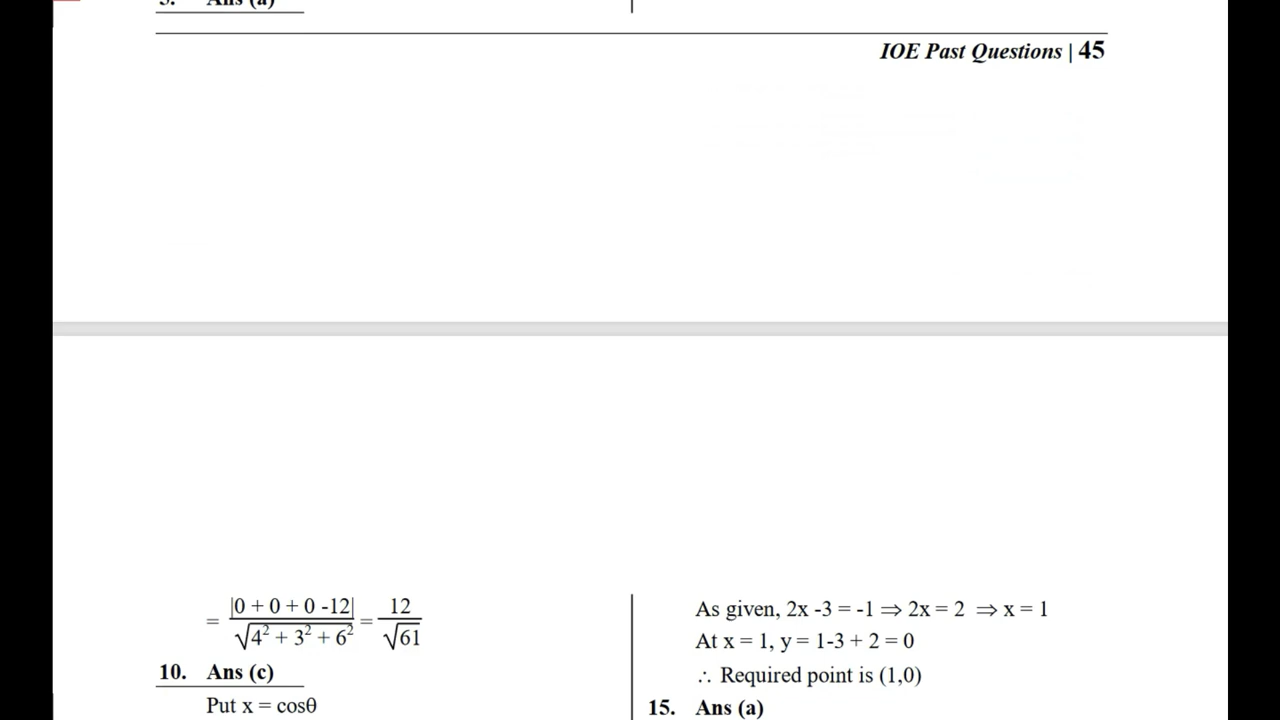 5. Ans (a)
IOE Past Questions | 45
= |0 + 0 + 0 -12| / √4² + 3² + 6² = 12 / √61
10. Ans (c)
Put x = cosθ
As given, 2x -3 = -1 ⇒ 2x = 2 ⇒ x = 1
At x = 1, y = 1-3 + 2 = 0
∴ Required point is (1,0)
15. Ans (a)